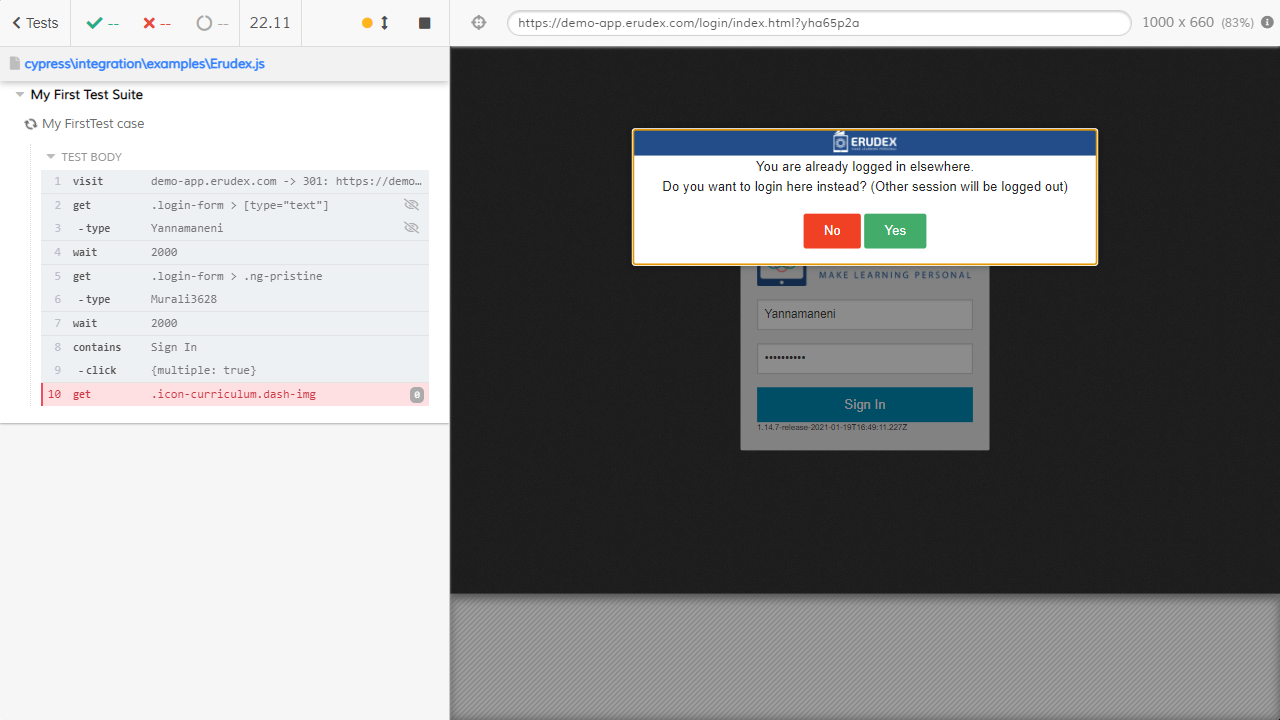 Tests
--
--
--
22.11
https://demo-app.erudex.com/login/index.html?yha65p2a
1000 x 660 (83%)
cypress\integration\examples\Erudex.js
My First Test Suite
My FirstTest case
TEST BODY
1 visit demo-app.erudex.com -> 301: https://demo…
2 get .login-form > [type="text"]
3 -type Yannamaneni
4 wait 2000
5 get .login-form > .ng-pristine
6 -type Murali3628
7 wait 2000
8 contains Sign In
9 -click {multiple: true}
10 get .icon-curriculum.dash-img 0
ERUDEX
MAKE LEARNING PERSONAL
You are already logged in elsewhere.
Do you want to login here instead? (Other session will be logged out)
No Yes
MAKE LEARNING PERSONAL
Yannamaneni
••••••••••
Sign In
1.14.7-release-2021-01-19T16:49:11.227Z